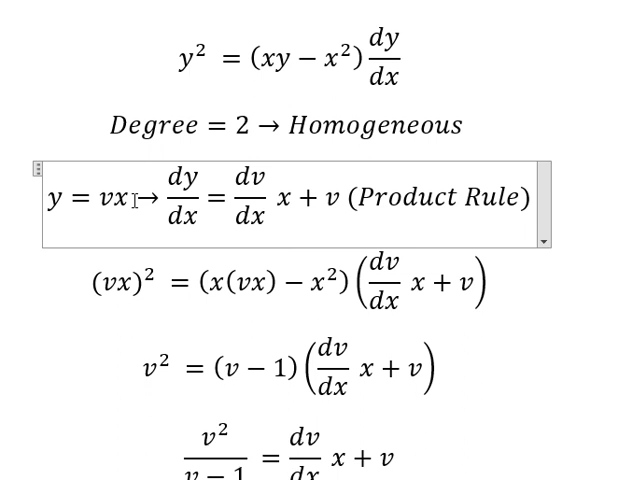 y² = (xy − x²) dy/dx
Degree = 2 → Homogeneous
y = vx → dy/dx = dv/dx x + v (Product Rule)
(vx)² = (x(vx) − x²)(dv/dx x + v)
v² = (v − 1)(dv/dx x + v)
v²/(v − 1) = dv/dx x + v